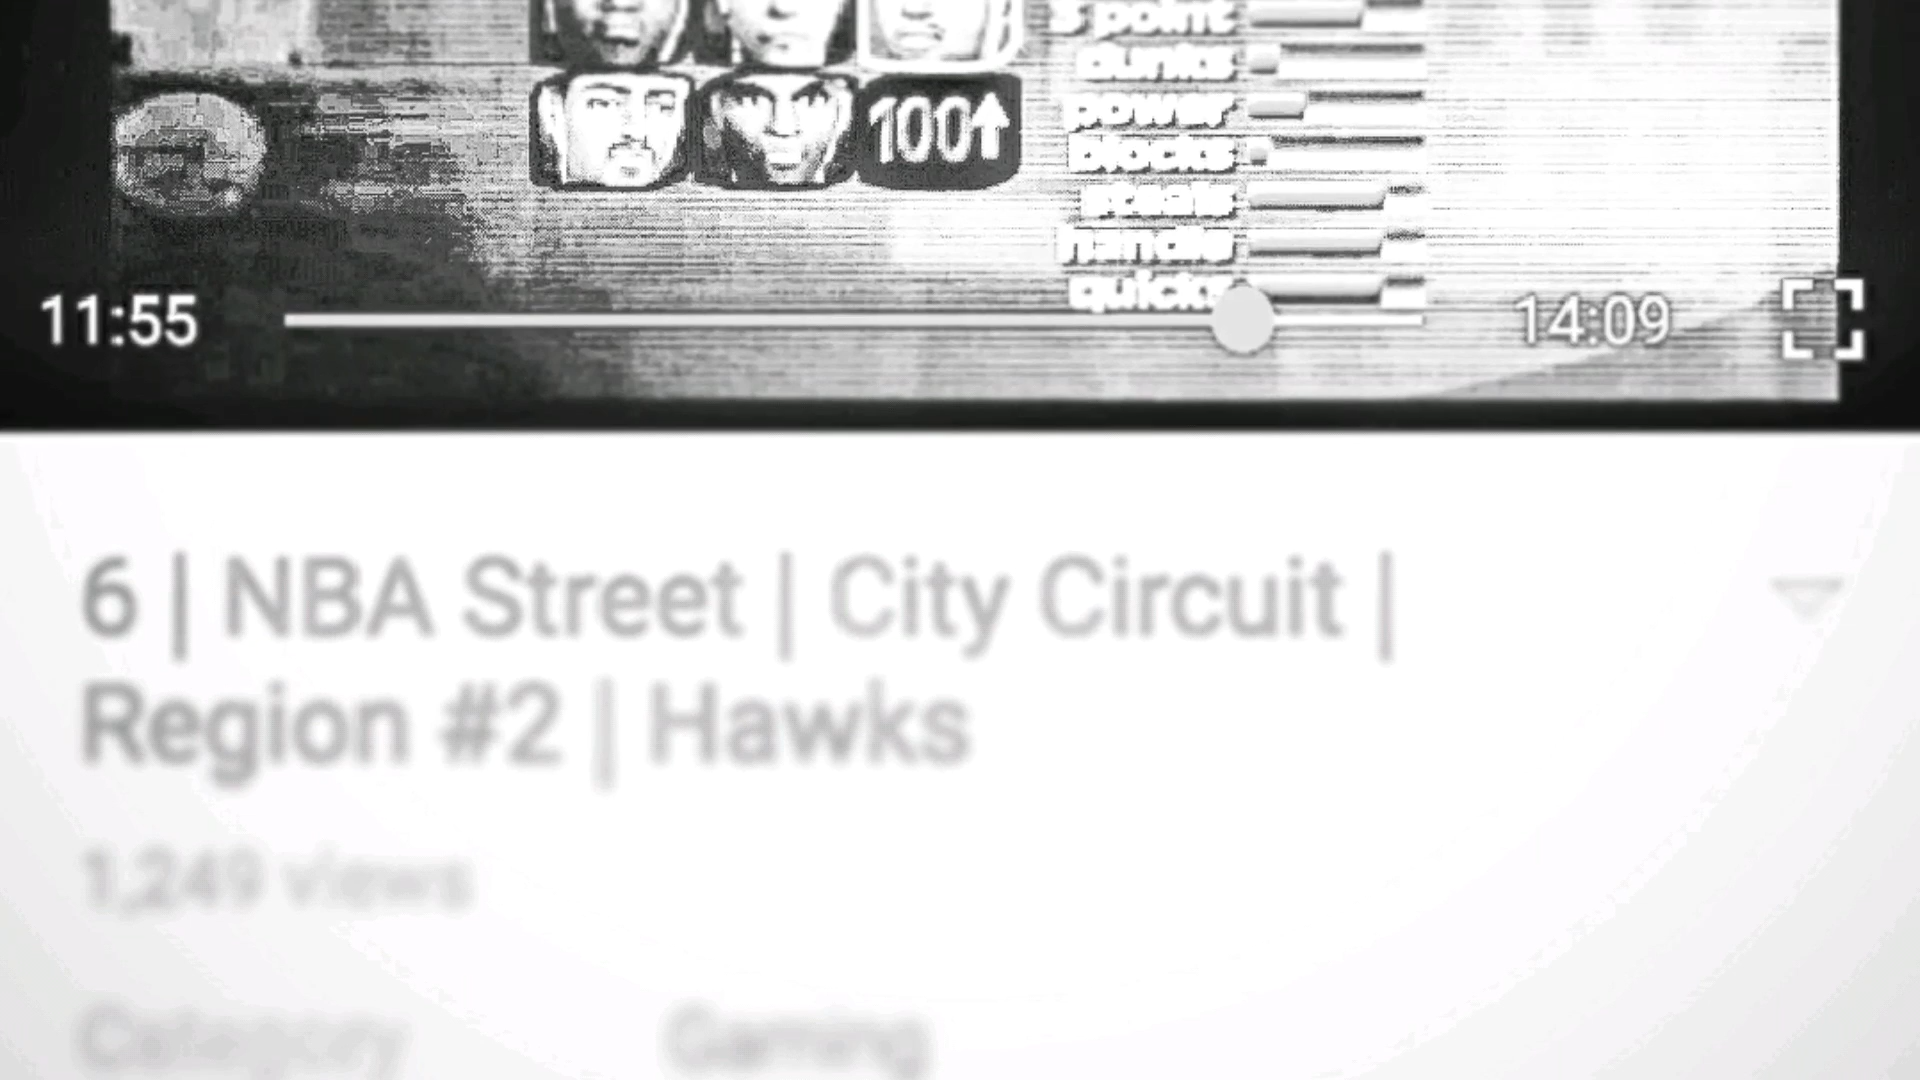 3 point
dunks
power
blocks
steals
handle
quicks
100
11:55
14:09
6 | NBA Street | City Circuit |
Region #2 | Hawks
1,249 views
Category Gaming